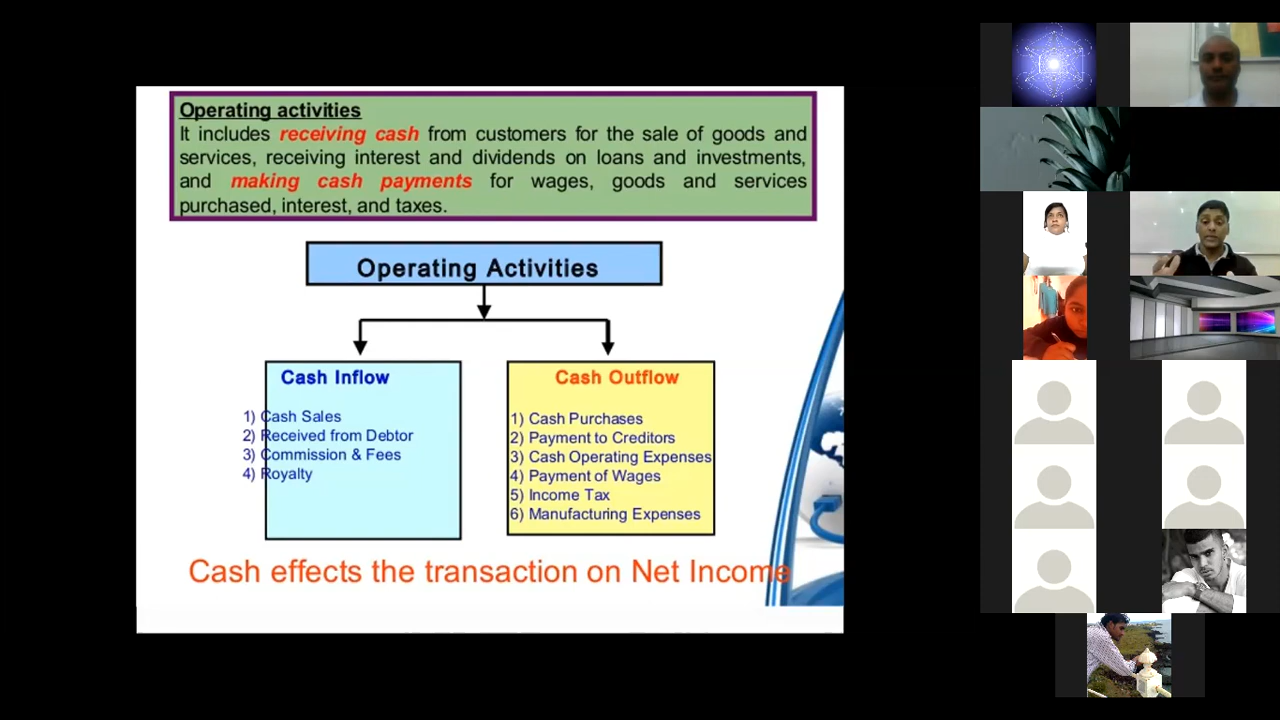 Operating activities
It includes receiving cash from customers for the sale of goods and
services, receiving interest and dividends on loans and investments,
and making cash payments for wages, goods and services
purchased, interest, and taxes.
Operating Activities
Cash Inflow
1) Cash Sales
2) Received from Debtor
3) Commission & Fees
4) Royalty
Cash Outflow
1) Cash Purchases
2) Payment to Creditors
3) Cash Operating Expenses
4) Payment of Wages
5) Income Tax
6) Manufacturing Expenses
Cash effects the transaction on Net Income